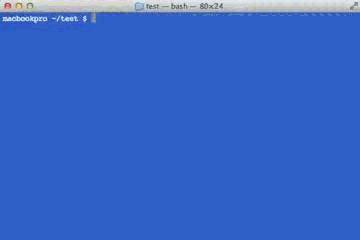 test — bash — 80×24
macbookpro ~/test $